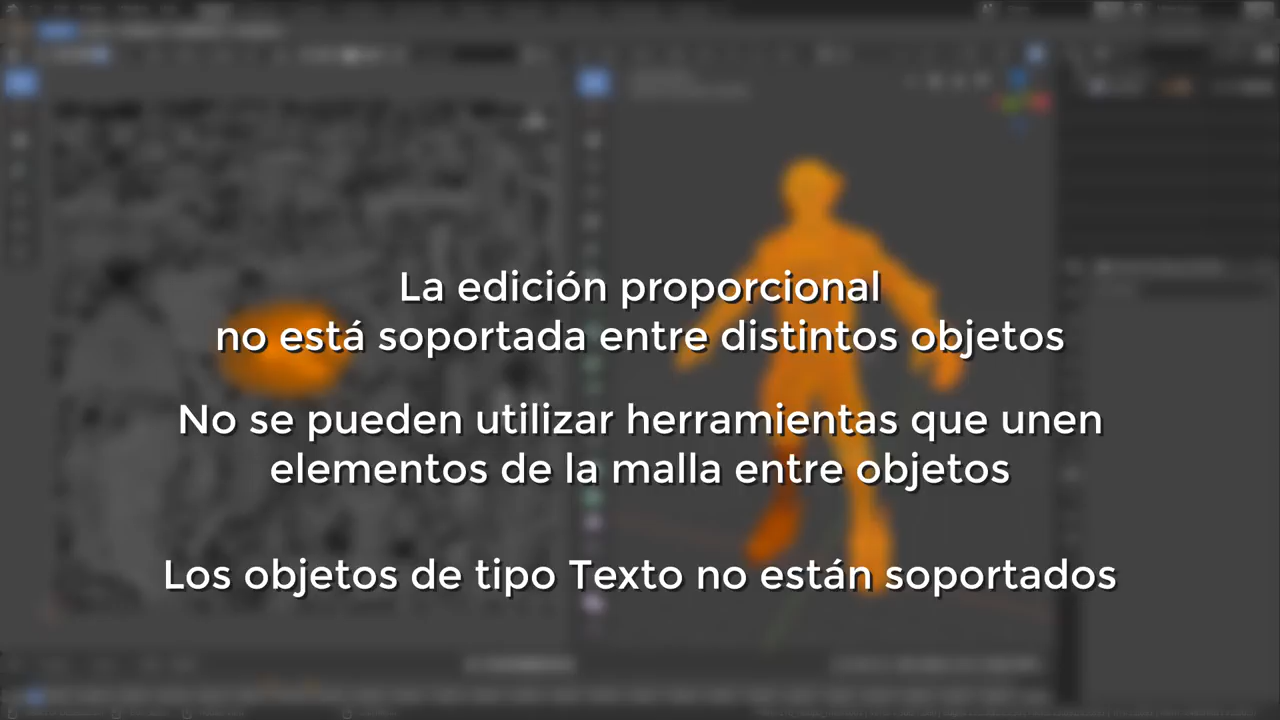 La edición proporcional
no está soportada entre distintos objetos
No se pueden utilizar herramientas que unen
elementos de la malla entre objetos
Los objetos de tipo Texto no están soportados